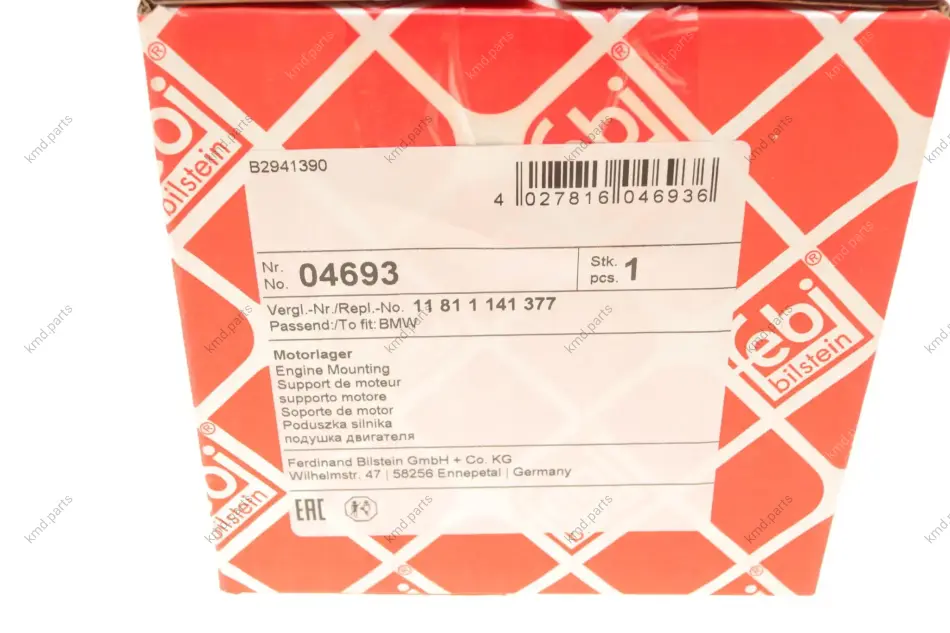 B2941390
4 027816 046936
Nr.
No. 04693
Stk.
pcs. 1
Vergl.-Nr./Repl.-No. 11 81 1 141 377
Passend:/To fit: BMW
Motorlager
Engine Mounting
Support de moteur
supporto motore
Soporte de motor
Poduszka silnika
подушка двигателя
Ferdinand Bilstein GmbH + Co. KG
Wilhelmstr. 47 | 58256 Ennepetal | Germany
EAC
febi®
bilstein
kmd.parts